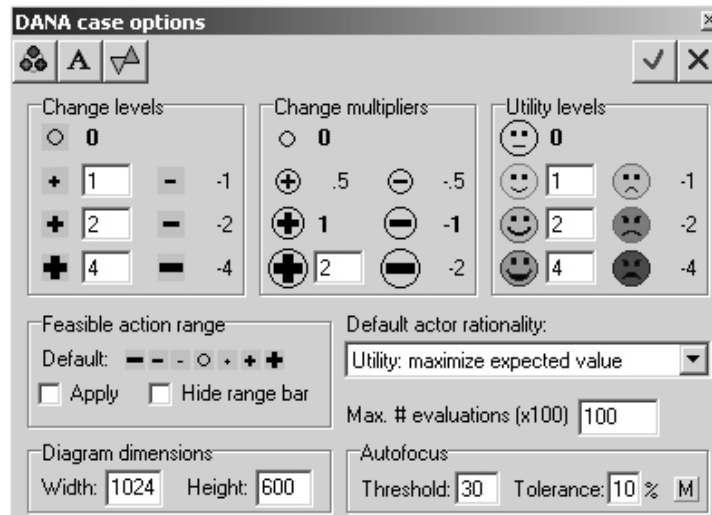 DANA case options
A
Change levels
0
1 -1
2 -2
4 -4
Change multipliers
0
.5 -.5
1 -1
2 -2
Utility levels
0
1 -1
2 -2
4 -4
Feasible action range
Default:
Apply Hide range bar
Default actor rationality:
Utility: maximize expected value
Max. # evaluations (x100) 100
Diagram dimensions
Width: 1024 Height: 600
Autofocus
Threshold: 30 Tolerance: 10 % M